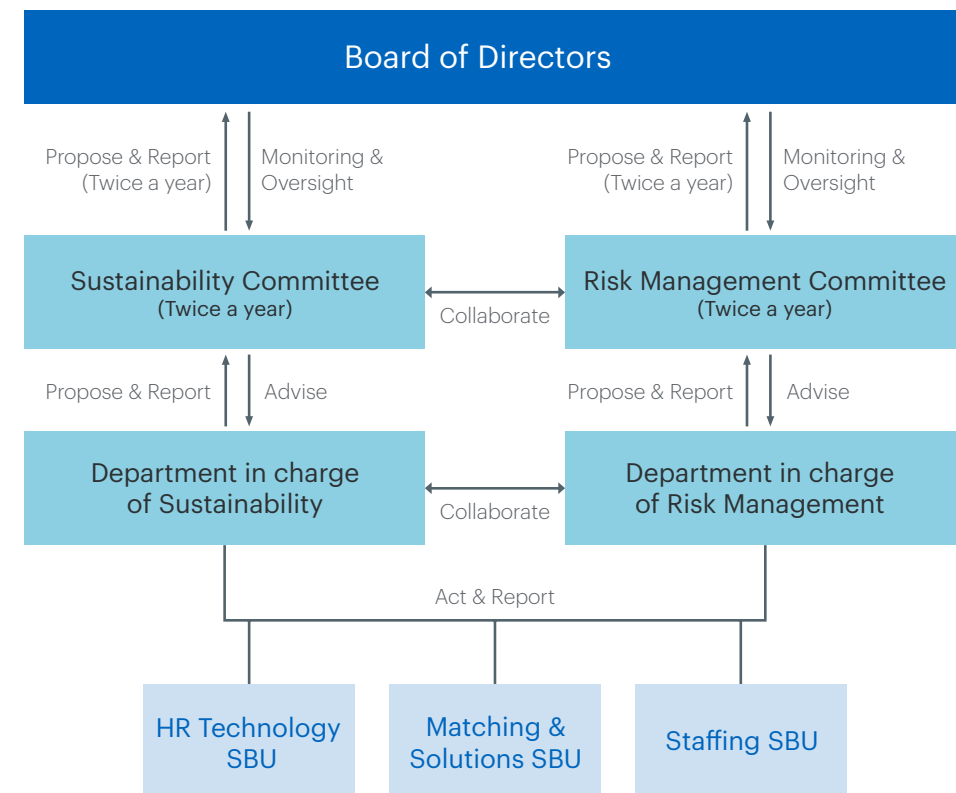 Board of Directors
Propose & Report
(Twice a year)
Monitoring &
Oversight
Propose & Report
(Twice a year)
Monitoring &
Oversight
Sustainability Committee
(Twice a year)
Collaborate
Risk Management Committee
(Twice a year)
Propose & Report
Advise
Propose & Report
Advise
Department in charge
of Sustainability
Collaborate
Department in charge
of Risk Management
Act & Report
HR Technology
SBU
Matching &
Solutions SBU
Staffing SBU